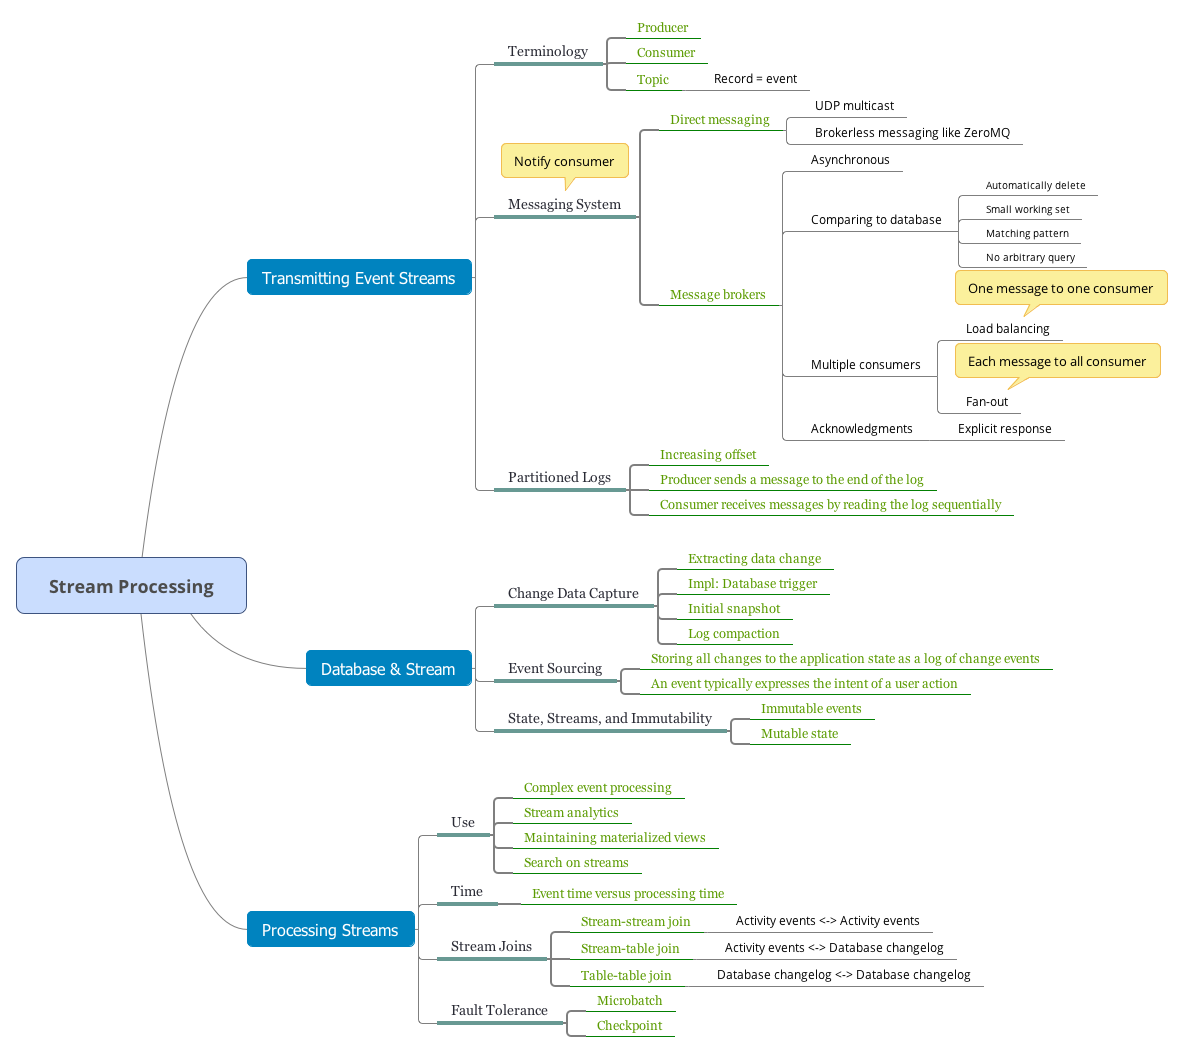 Stream Processing
Transmitting Event Streams
Terminology
Producer
Consumer
Topic
Record = event
Notify consumer
Messaging System
Direct messaging
UDP multicast
Brokerless messaging like ZeroMQ
Message brokers
Asynchronous
Comparing to database
Automatically delete
Small working set
Matching pattern
No arbitrary query
Multiple consumers
One message to one consumer
Load balancing
Each message to all consumer
Fan-out
Acknowledgments
Explicit response
Partitioned Logs
Increasing offset
Producer sends a message to the end of the log
Consumer receives messages by reading the log sequentially
Database & Stream
Change Data Capture
Extracting data change
Impl: Database trigger
Initial snapshot
Log compaction
Event Sourcing
Storing all changes to the application state as a log of change events
An event typically expresses the intent of a user action
State, Streams, and Immutability
Immutable events
Mutable state
Processing Streams
Use
Complex event processing
Stream analytics
Maintaining materialized views
Search on streams
Time
Event time versus processing time
Stream Joins
Stream-stream join
Activity events <-> Activity events
Stream-table join
Activity events <-> Database changelog
Table-table join
Database changelog <-> Database changelog
Fault Tolerance
Microbatch
Checkpoint